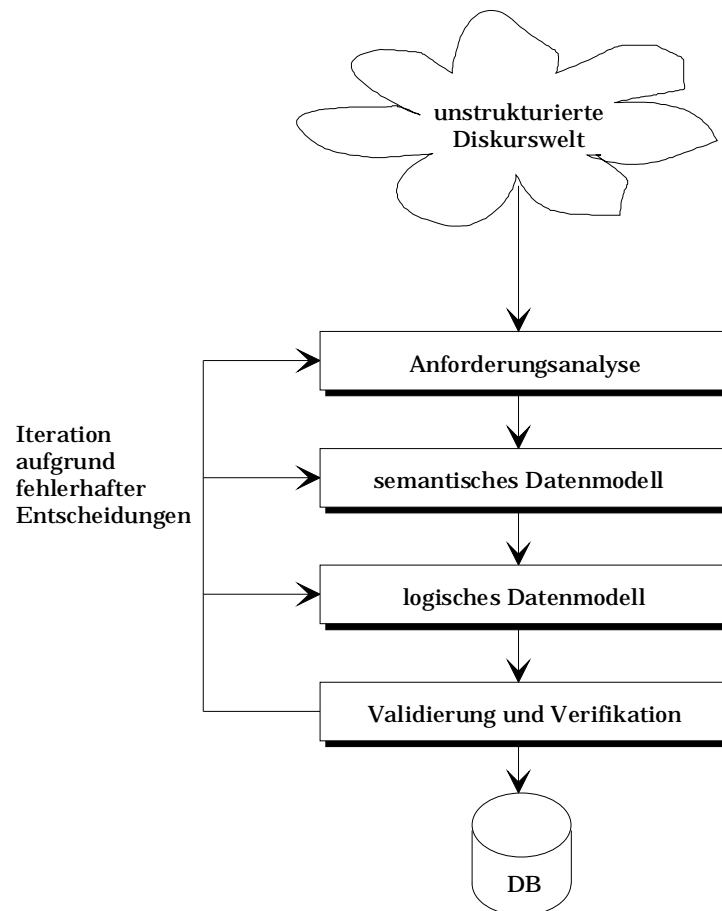 unstrukturierte
Diskurswelt
Anforderungsanalyse
Iteration
aufgrund
fehlerhafter
Entscheidungen
semantisches Datenmodell
logisches Datenmodell
Validierung und Verifikation
DB